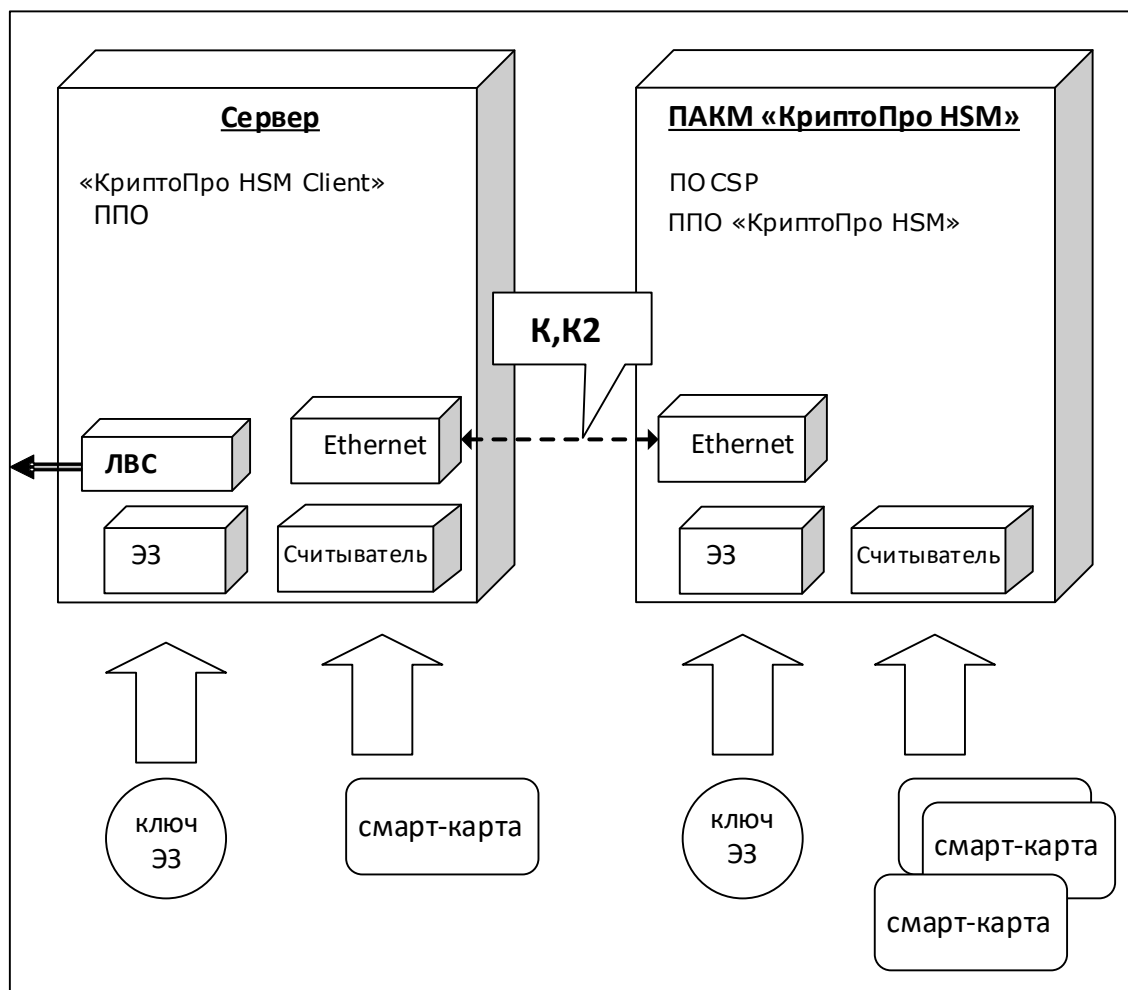 Сервер
«КриптоПро HSM Client»
ППО
ПАКМ «КриптоПро HSM»
ПО CSP
ППО «КриптоПро HSM»
К,К2
ЛВС
Ethernet
Ethernet
ЭЗ
Считыватель
ЭЗ
Считыватель
ключ
ЭЗ
смарт-карта
ключ
ЭЗ
смарт-карта
смарт-карта